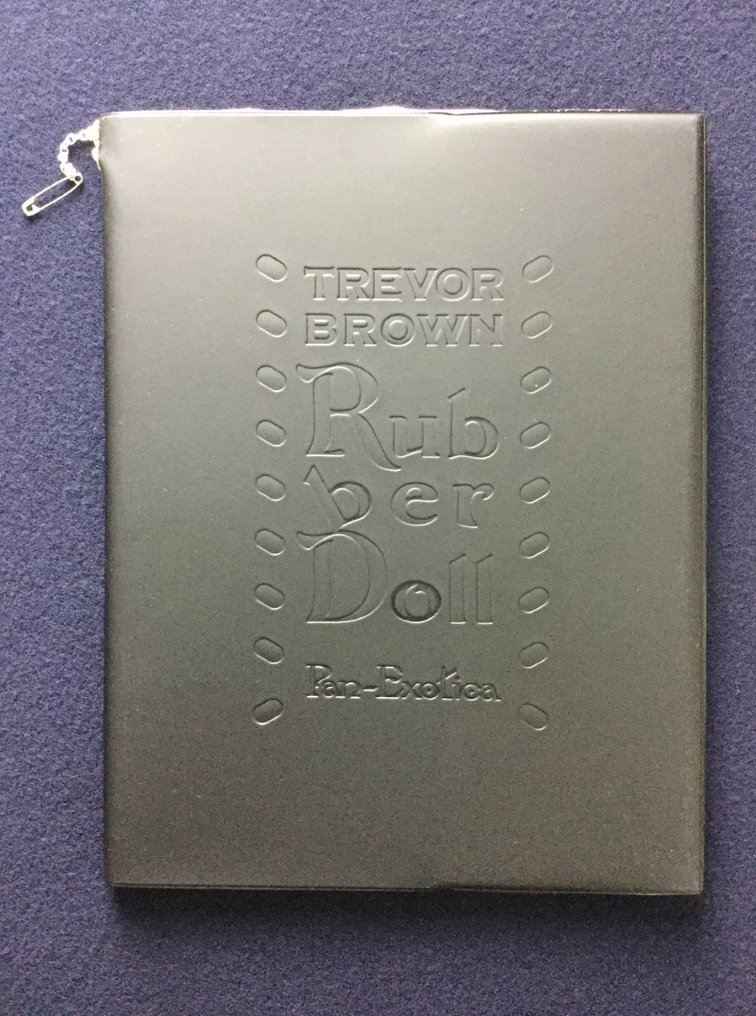 TREVOR
BROWN
Rub
ber
Doll
Pan-Exotica